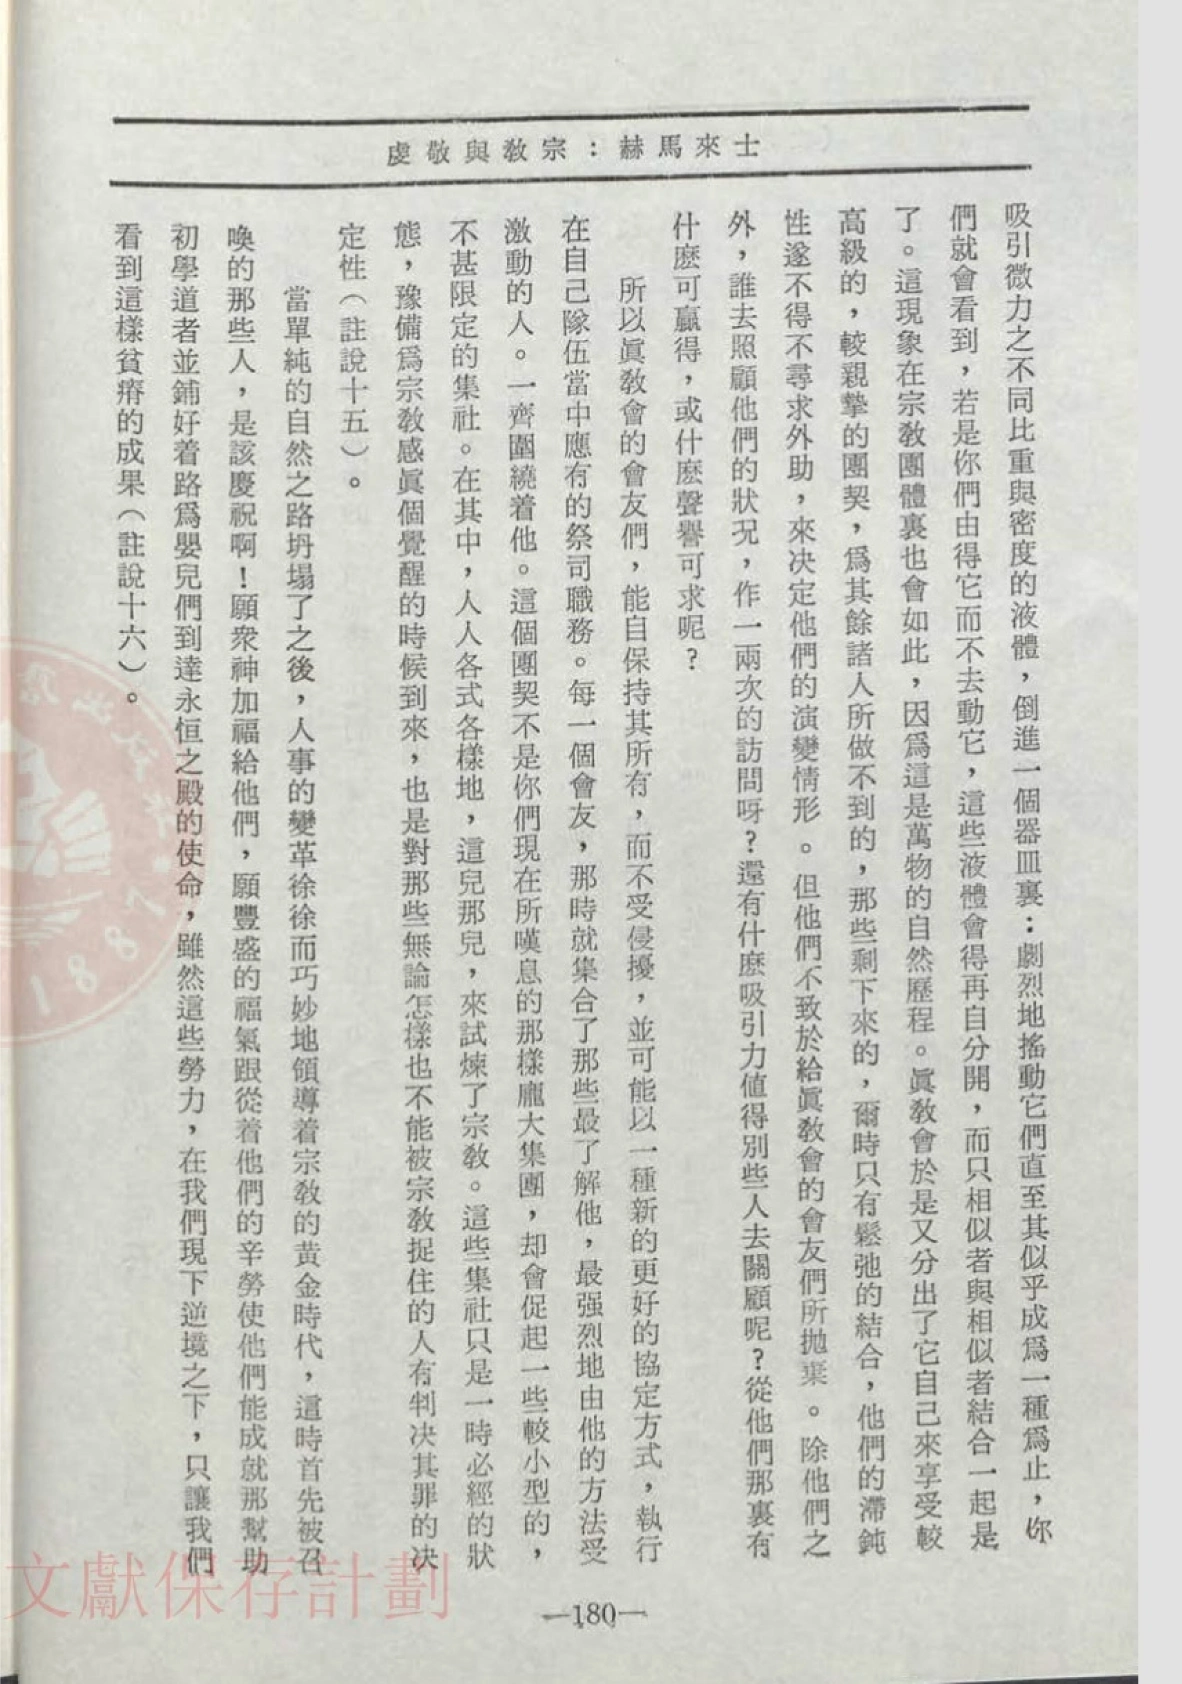 虔敬與教宗：赫馬來士
吸引微力之不同比重與密度的液體，倒進一個器皿裏：劇烈地搖動它們直至其似乎成爲一種爲止，你
們就會看到，若是你們由得它而不去動它，這些液體會得再自分開，而只相似者與相似者結合一起是
了。這現象在宗敎團體裏也會如此，因爲這是萬物的自然歷程。眞敎會於是又分出了它自己來享受較
高級的，較親摯的團契，爲其餘諸人所做不到的，那些剩下來的，爾時只有鬆弛的結合，他們的滯鈍
性遂不得不尋求外助，來决定他們的演變情形。但他們不致於給眞敎會的會友們所拋棄。除他們之
外，誰去照顧他們的狀况，作一兩次的訪問呀？還有什麽吸引力値得別些人去關顧呢？從他們那裏有
什麽可贏得，或什麽聲譽可求呢？
所以眞敎會的會友們，能自保持其所有，而不受侵擾，並可能以一種新的更好的協定方式，執行
在自己隊伍當中應有的祭司職務。每一個會友，那時就集合了那些最了解他，最强烈地由他的方法受
激動的人。一齊圍繞着他。這個團契不是你們現在所嘆息的那樣龐大集團，却會促起一些較小型的，
不甚限定的集社。在其中，人人各式各樣地，這兒那兒，來試煉了宗敎。這些集社只是一時必經的狀
態，豫備爲宗敎感眞個覺醒的時候到來，也是對那些無論怎樣也不能被宗敎捉住的人有判决其罪的决
定性（註說十五）。
當單純的自然之路坍塌了之後，人事的變革徐徐而巧妙地領導着宗敎的黃金時代，這時首先被召
喚的那些人，是該慶祝啊！願衆神加福給他們，願豐盛的福氣跟從着他們的辛勞使他們能成就那幫助
初學道者並鋪好着路爲嬰兒們到達永恒之殿的使命，雖然這些勞力，在我們現下逆境之下，只讓我們
看到這樣貧瘠的成果（註說十六）。
—180—
文獻保存計劃
188